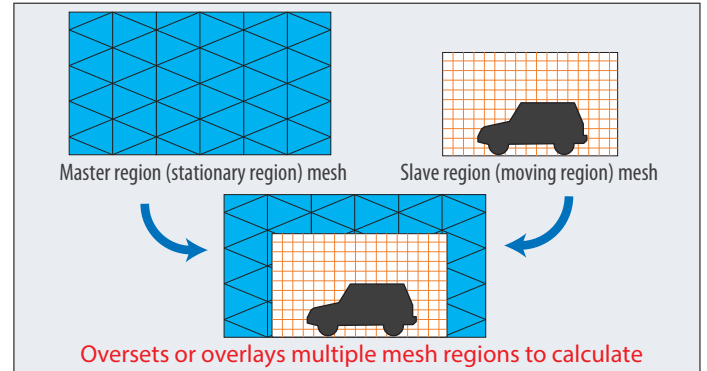 Master region (stationary region) mesh
Slave region (moving region) mesh
Oversets or overlays multiple mesh regions to calculate